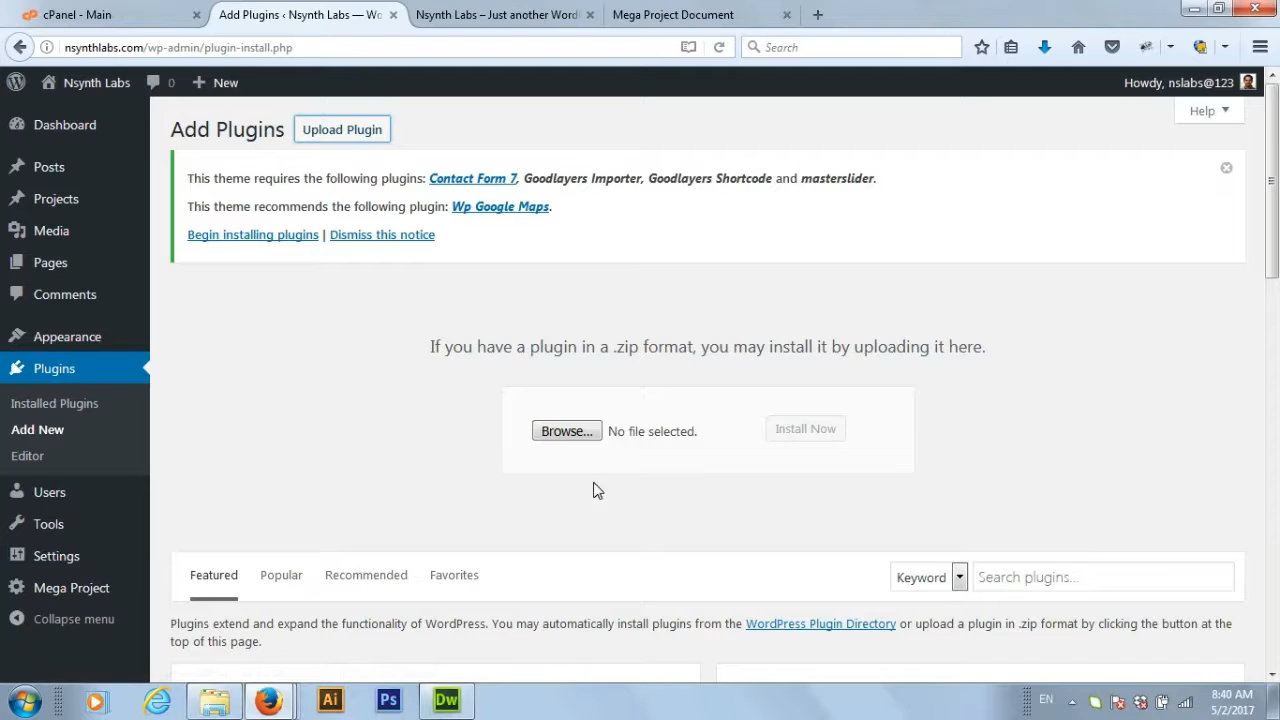 cPanel - Main
Add Plugins ‹ Nsynth Labs — Wo
Nsynth Labs – Just another Word
Mega Project Document
nsynthlabs.com/wp-admin/plugin-install.php
Search
Nsynth Labs
0
New
Howdy, nslabs@123
Dashboard
Posts
Projects
Media
Pages
Comments
Appearance
Plugins
Installed Plugins
Add New
Editor
Users
Tools
Settings
Mega Project
Collapse menu
Add Plugins
Upload Plugin
Help
This theme requires the following plugins: Contact Form 7, Goodlayers Importer, Goodlayers Shortcode and masterslider.
This theme recommends the following plugin: Wp Google Maps.
Begin installing plugins | Dismiss this notice
If you have a plugin in a .zip format, you may install it by uploading it here.
Browse... No file selected.
Install Now
Featured
Popular
Recommended
Favorites
Keyword
Search plugins...
Plugins extend and expand the functionality of WordPress. You may automatically install plugins from the WordPress Plugin Directory or upload a plugin in .zip format by clicking the button at the
top of this page.
Ai
Ps
Dw
EN
8:40 AM
5/2/2017